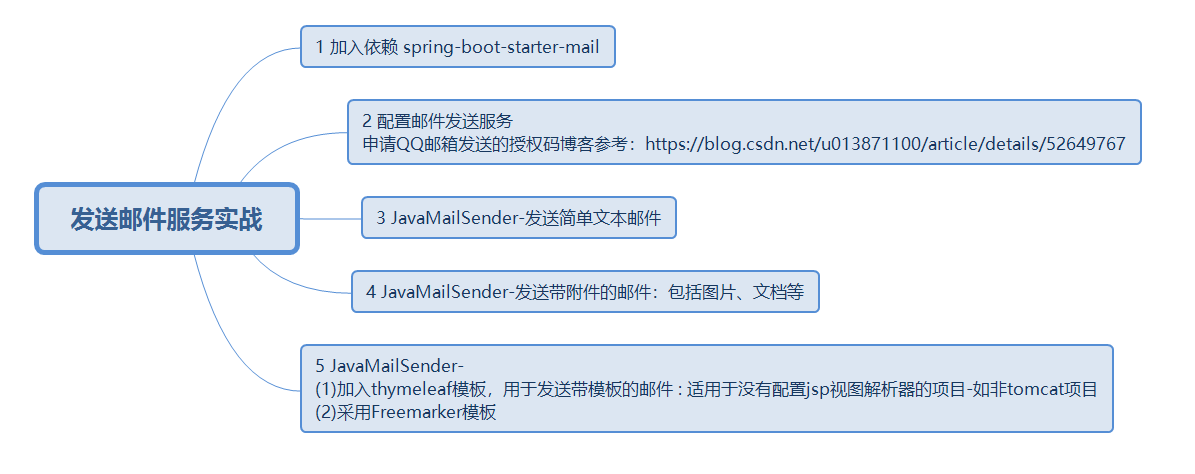 1 加入依赖 spring-boot-starter-mail
2 配置邮件发送服务
申请QQ邮箱发送的授权码博客参考：https://blog.csdn.net/u013871100/article/details/52649767
发送邮件服务实战
3 JavaMailSender-发送简单文本邮件
4 JavaMailSender-发送带附件的邮件：包括图片、文档等
5 JavaMailSender-
(1)加入thymeleaf模板，用于发送带模板的邮件 : 适用于没有配置jsp视图解析器的项目-如非tomcat项目
(2)采用Freemarker模板